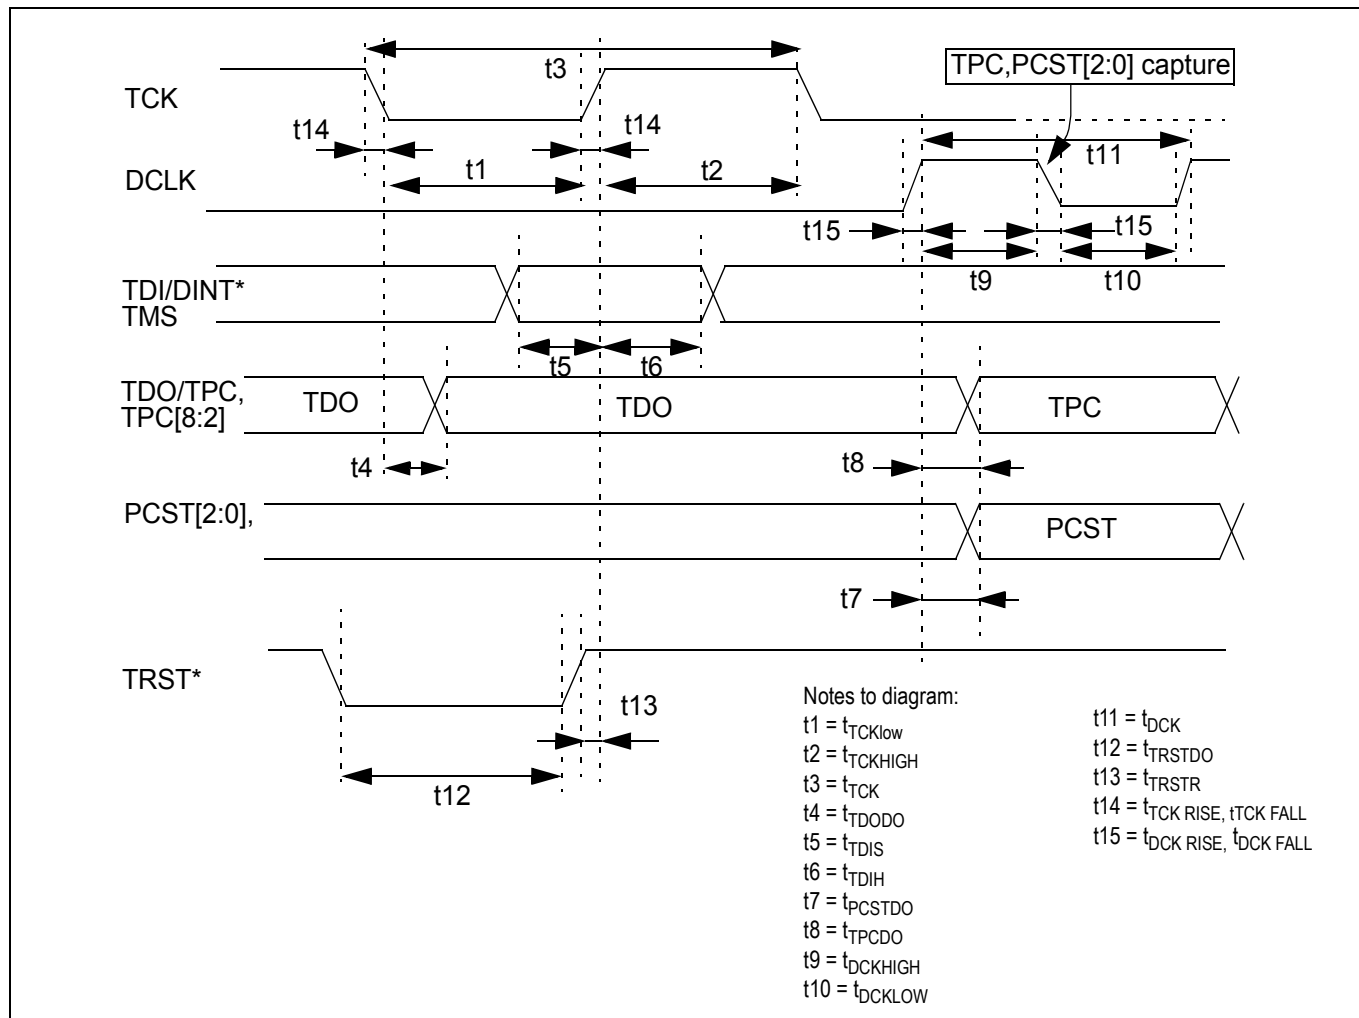 t3
TPC,PCST[2:0] capture
TCK
t14
t14
t11
t1
t2
DCLK
t15
t15
t9
t10
TDI/DINT*
TMS
t5
t6
TDO/TPC,
TPC[8:2]
TDO
TDO
TPC
t4
t8
PCST[2:0],
PCST
t7
TRST*
t13
t12
Notes to diagram:
t1 = tTCKlow
t2 = tTCKHIGH
t3 = tTCK
t4 = tTDODO
t5 = tTDIS
t6 = tTDIH
t7 = tPCSTDO
t8 = tTPCDO
t9 = tDCKHIGH
t10 = tDCKLOW
t11 = tDCK
t12 = tTRSTDO
t13 = tTRSTR
t14 = tTCK RISE, tTCK FALL
t15 = tDCK RISE, tDCK FALL